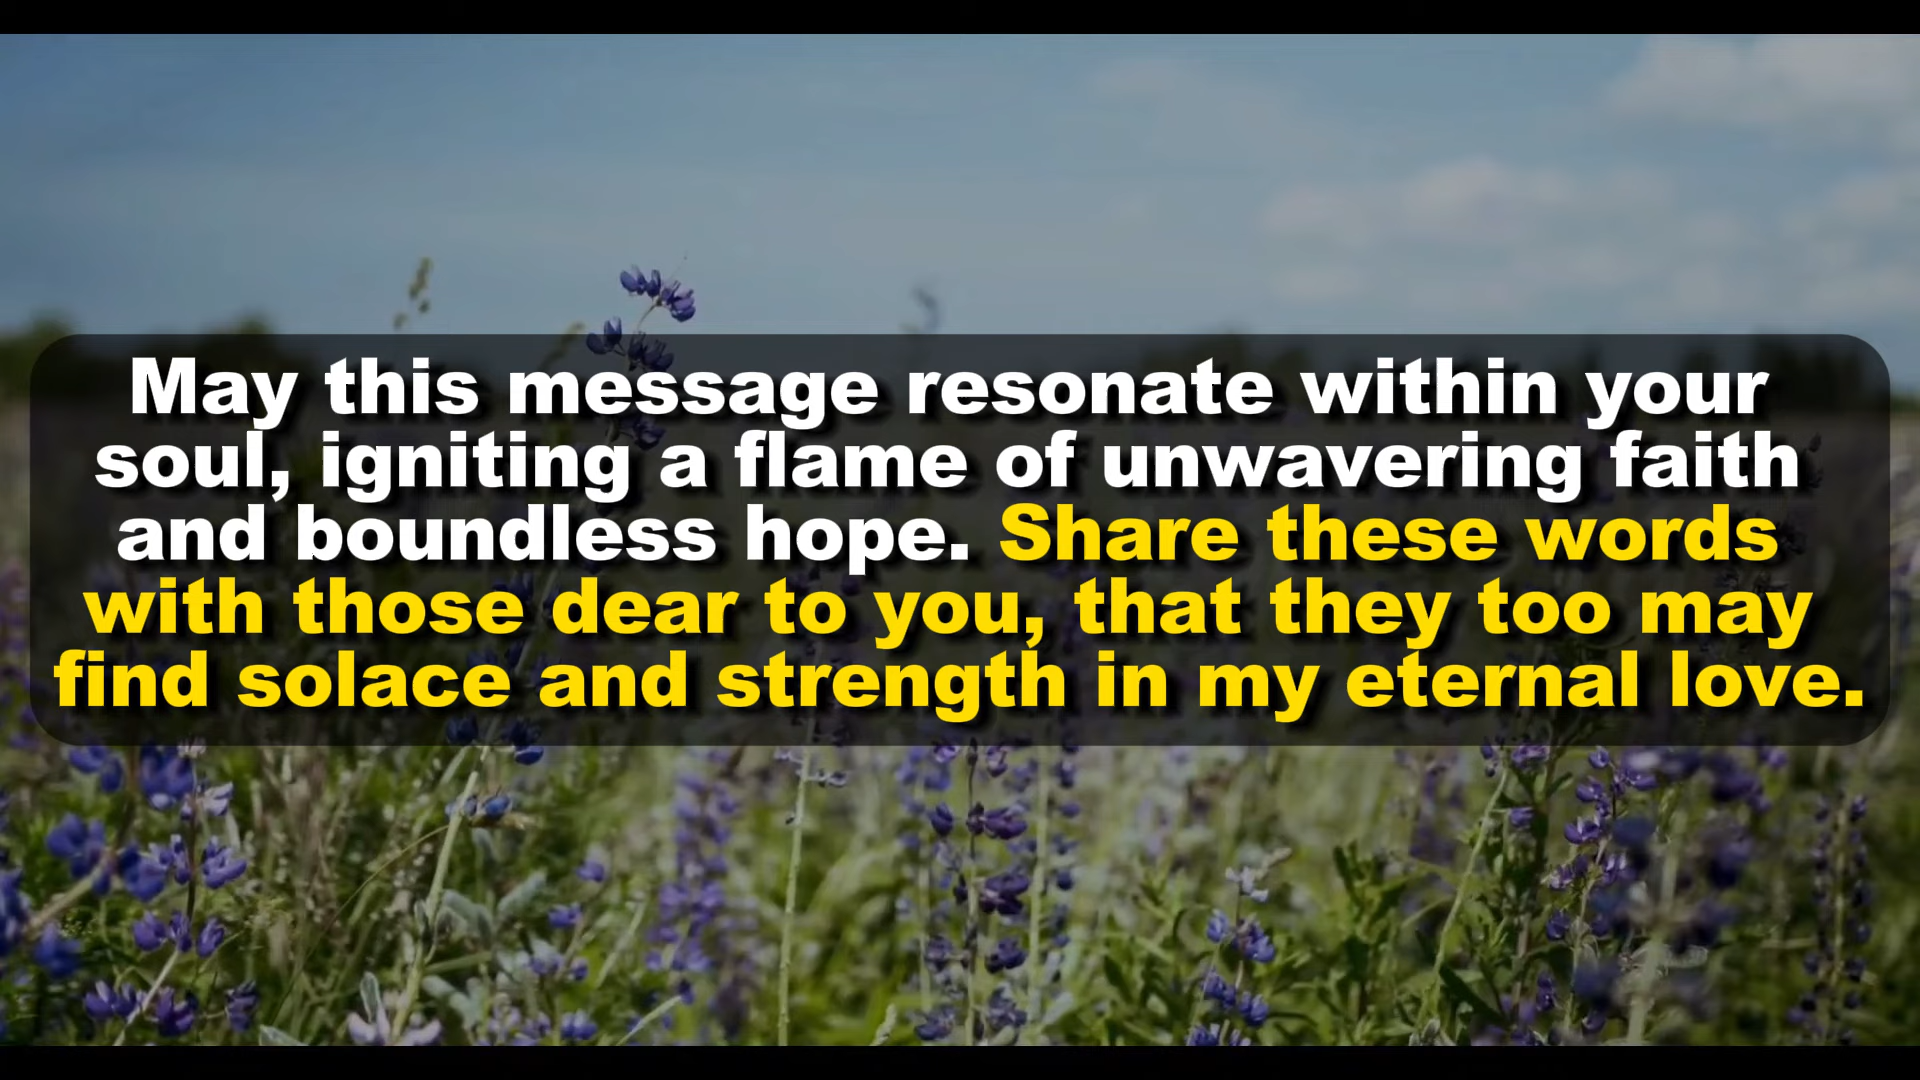 May this message resonate within your
soul, igniting a flame of unwavering faith
and boundless hope. Share these words
with those dear to you, that they too may
find solace and strength in my eternal love.